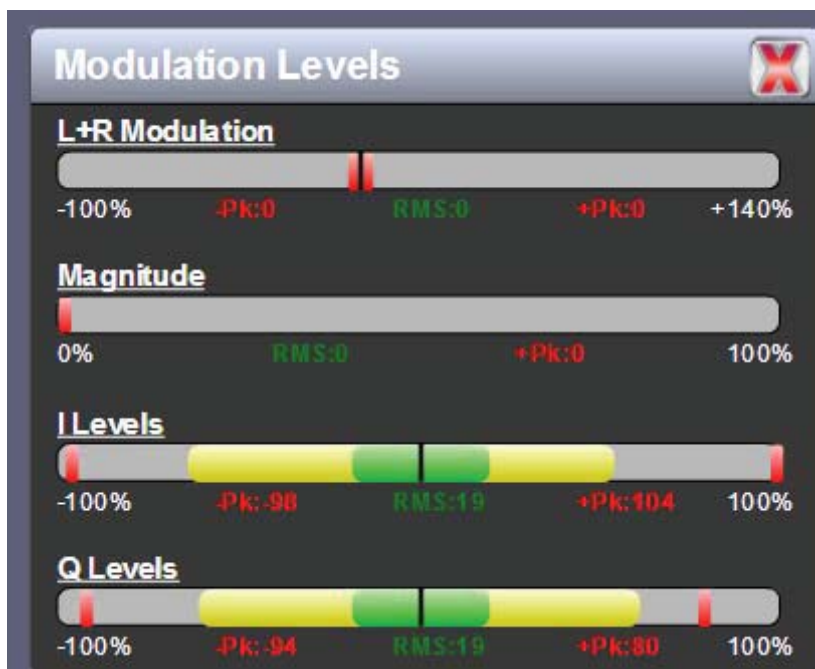 Modulation Levels X
L+R Modulation
-100% -Pk:0 RMS:0 +Pk:0 +140%
Magnitude
0% RMS:0 +Pk:0 100%
I Levels
-100% -Pk:-98 RMS:19 +Pk:104 100%
Q Levels
-100% -Pk:-94 RMS:19 +Pk:80 100%